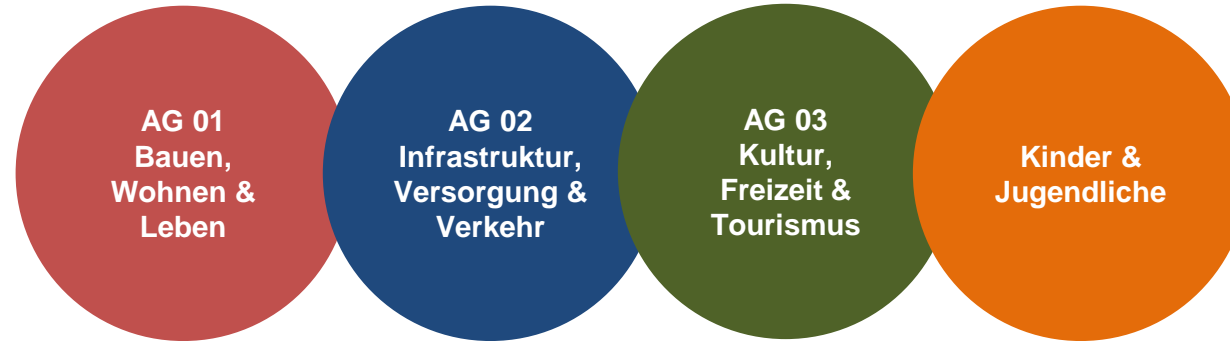 AG 01
Bauen,
Wohnen &
Leben
AG 02
Infrastruktur,
Versorgung &
Verkehr
AG 03
Kultur,
Freizeit &
Tourismus
Kinder &
Jugendliche